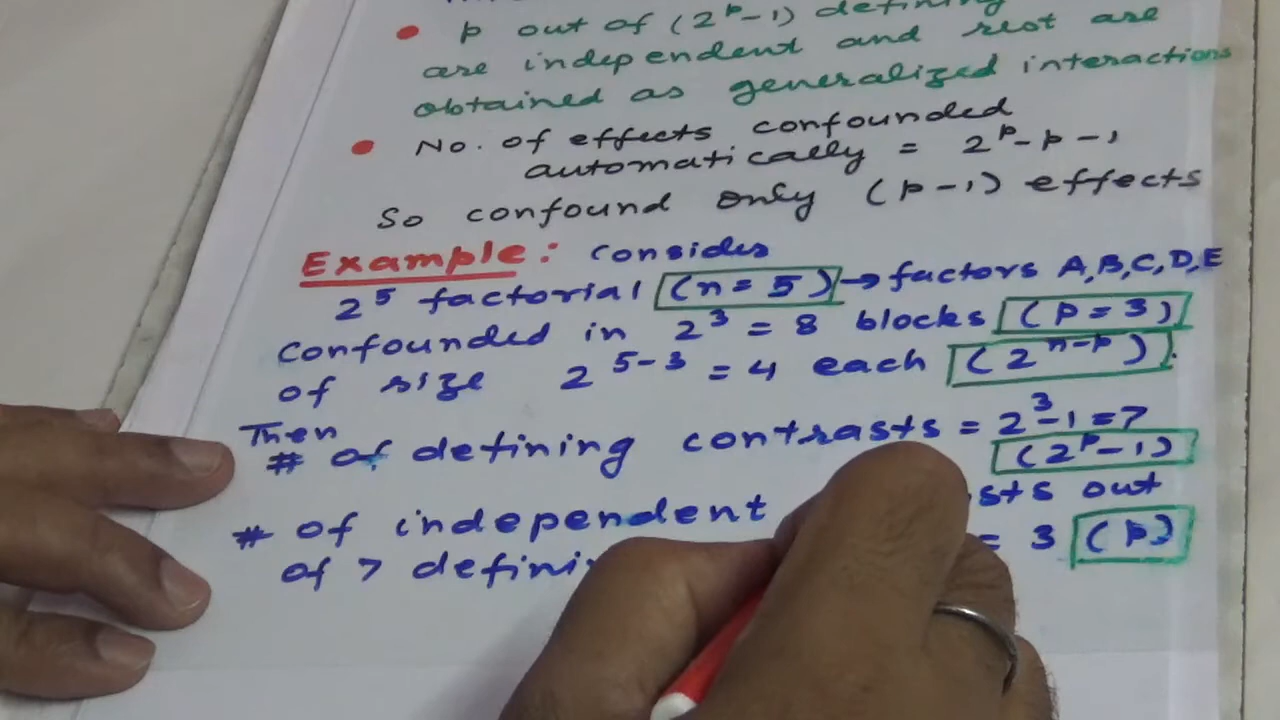 p out of (2^p-1) defining
are independent and rest are
obtained as generalized interactions
• No. of effects confounded
automatically = 2^p-p-1
So confound only (p-1) effects
Example: consider
2^5 factorial (n=5) → factors A,B,C,D,E
confounded in 2^3 = 8 blocks (p=3)
of size 2^5-3 = 4 each (2^n-p).
Then
# of defining contrasts = 2^3-1=7
(2^p-1)
# of independent sts out
of 7 defini = 3 (p)